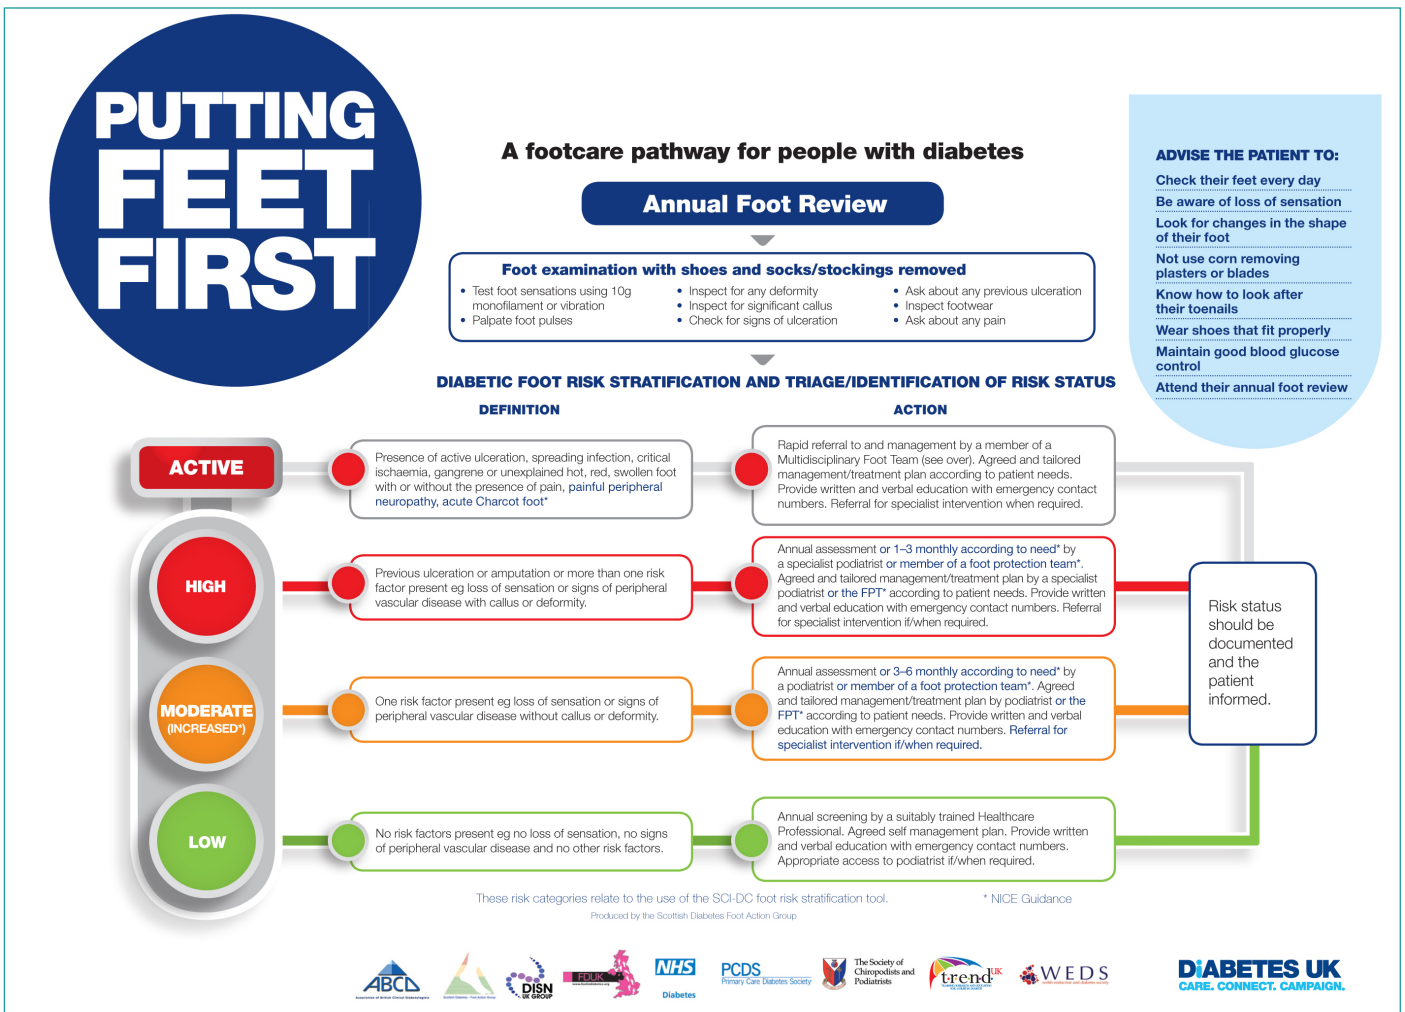 PUTTING
FEET
FIRST
A footcare pathway for people with diabetes
Annual Foot Review
Foot examination with shoes and socks/stockings removed
• Test foot sensations using 10g
monofilament or vibration
• Palpate foot pulses
• Inspect for any deformity
• Inspect for significant callus
• Check for signs of ulceration
• Ask about any previous ulceration
• Inspect footwear
• Ask about any pain
ADVISE THE PATIENT TO:
Check their feet every day
Be aware of loss of sensation
Look for changes in the shape
of their foot
Not use corn removing
plasters or blades
Know how to look after
their toenails
Wear shoes that fit properly
Maintain good blood glucose
control
Attend their annual foot review
DIABETIC FOOT RISK STRATIFICATION AND TRIAGE/IDENTIFICATION OF RISK STATUS
DEFINITION
ACTION
ACTIVE
Presence of active ulceration, spreading infection, critical
ischaemia, gangrene or unexplained hot, red, swollen foot
with or without the presence of pain, painful peripheral
neuropathy, acute Charcot foot*
Rapid referral to and management by a member of a
Multidisciplinary Foot Team (see over). Agreed and tailored
management/treatment plan according to patient needs.
Provide written and verbal education with emergency contact
numbers. Referral for specialist intervention when required.
HIGH
Previous ulceration or amputation or more than one risk
factor present eg loss of sensation or signs of peripheral
vascular disease with callus or deformity.
Annual assessment or 1–3 monthly according to need* by
a specialist podiatrist or member of a foot protection team*.
Agreed and tailored management/treatment plan by a specialist
podiatrist or the FPT* according to patient needs. Provide written
and verbal education with emergency contact numbers. Referral
for specialist intervention if/when required.
MODERATE
(INCREASED*)
One risk factor present eg loss of sensation or signs of
peripheral vascular disease without callus or deformity.
Annual assessment or 3–6 monthly according to need* by
a podiatrist or member of a foot protection team*. Agreed
and tailored management/treatment plan by podiatrist or the
FPT* according to patient needs. Provide written and verbal
education with emergency contact numbers. Referral for
specialist intervention if/when required.
LOW
No risk factors present eg no loss of sensation, no signs
of peripheral vascular disease and no other risk factors.
Annual screening by a suitably trained Healthcare
Professional. Agreed self management plan. Provide written
and verbal education with emergency contact numbers.
Appropriate access to podiatrist if/when required.
Risk status
should be
documented
and the
patient
informed.
These risk categories relate to the use of the SCI-DC foot risk stratification tool.
* NICE Guidance
Produced by the Scottish Diabetes Foot Action Group
ABCD
Association of British Clinical Diabetologists
Scottish Diabetes - Foot Action Group
DISN
UK GROUP
FDUK
www.footindiabetes.org
NHS
Diabetes
PCDS
Primary Care Diabetes Society
The Society of
Chiropodists and
Podiatrists
t·r·e·n·d UK
WEDS
welsh endocrine and diabetes society
DiABETES UK
CARE. CONNECT. CAMPAIGN.